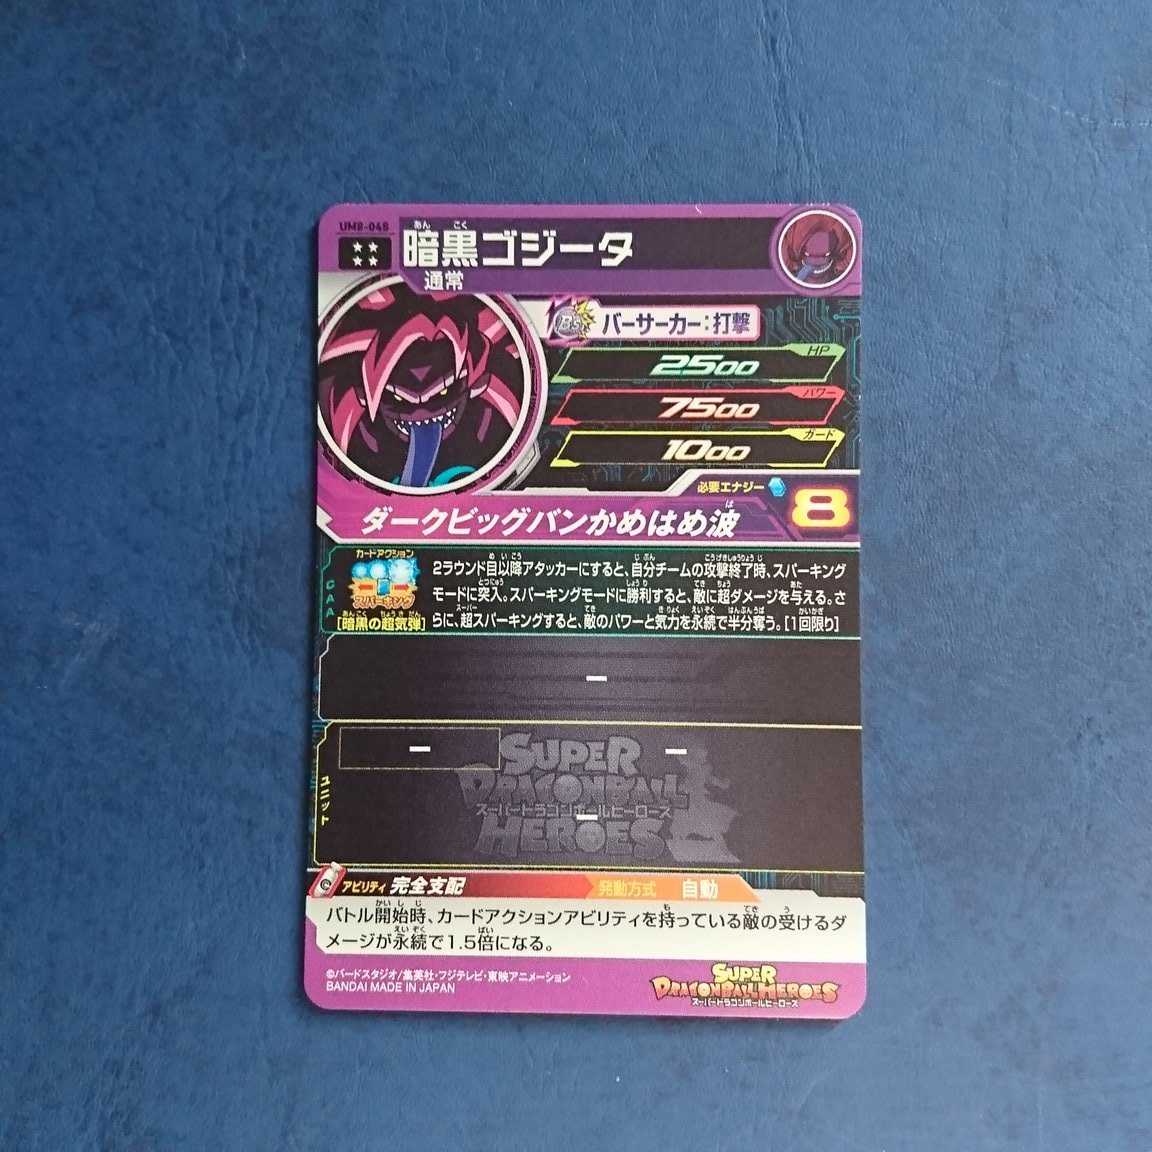 UM8-048
★★
★★
暗黒ゴジータ
あん こく
通常
Bs
バーサーカー:打撃
HP
2500
パワー
7500
ガード
1000
必要エナジー
8
ダークビッグバンかめはめ波
は
CAA
カードアクション
スパーキング
[暗黒の超気弾]
2ラウンド目以降アタッカーにすると、自分チームの攻撃終了時、スパーキング
モードに突入。スパーキングモードに勝利すると、敵に超ダメージを与える。さ
らに、超スパーキングすると、敵のパワーと気力を永続で半分奪う。[1回限り]
ー
ユニット
ー
ー
ー
SUPER
DRAGONBALL
スーパードラゴンボールヒーローズ
HEROES
アビリティ 完全支配
発動方式 自動
バトル開始時、カードアクションアビリティを持っている敵の受けるダ
メージが永続で1.5倍になる。
©バードスタジオ/集英社・フジテレビ・東映アニメーション
BANDAI MADE IN JAPAN
SUPER
DRAGONBALL HEROES
スーパードラゴンボールヒーローズ